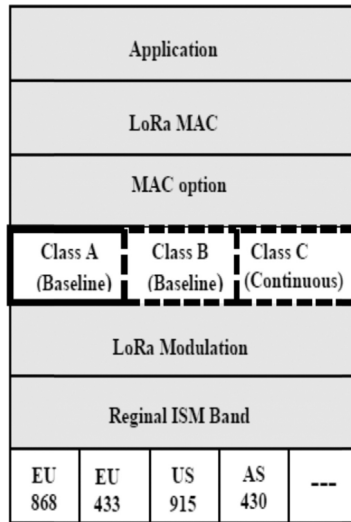 Application
LoRa MAC
MAC option
Class A Class B Class C
(Baseline) (Baseline) (Continuous)
LoRa Modulation
Reginal ISM Band
EU EU US AS ---
868 433 915 430